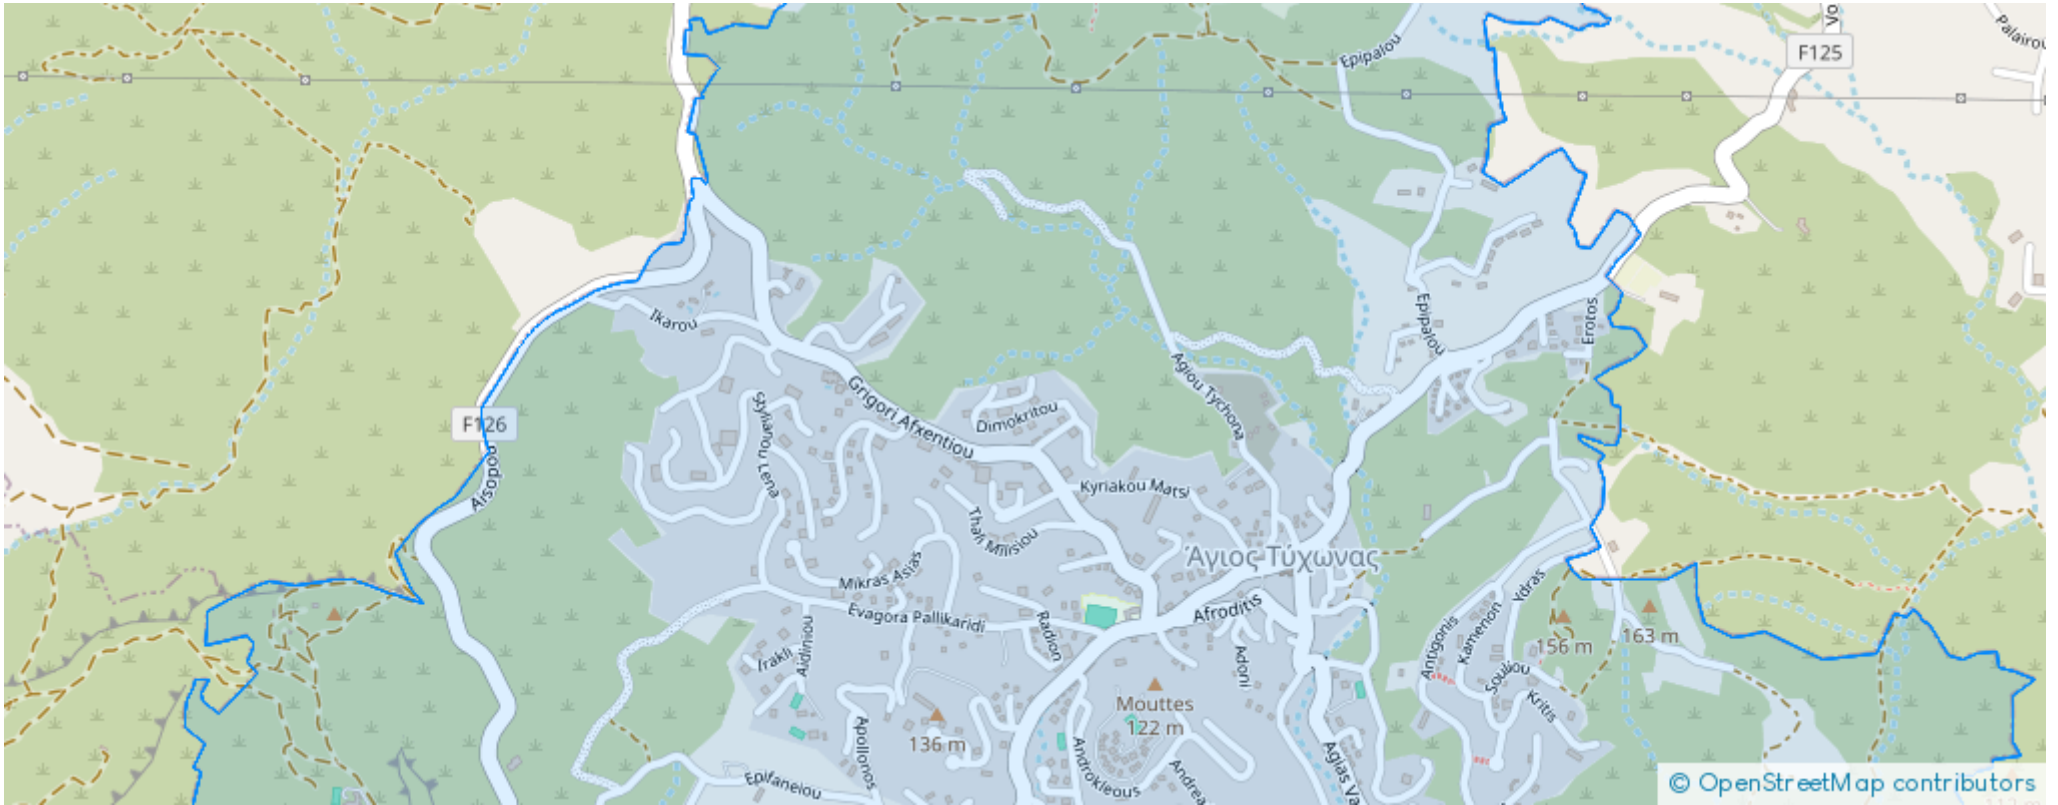 Palairou
F125
Epipalou
Ikarou
Epipalou
Erotos
Grigori Afxentiou
Agiou Tychona
Stylianou Lena
Dimokritou
F126
Aisopou
Kyriakou Matsi
Thali Milisiou
Άγιος Τύχωνας
Mikras Asias
Evagora Pallikaridi
Afroditis
Radion
Aidiniou
Irakli
Adoni
Antigonis
Kamenon
Ydras
Souliou
Kritis
156 m
163 m
Mouttes
122 m
136 m
Apollonos
Androkleous
Epifaneiou
© OpenStreetMap contributors